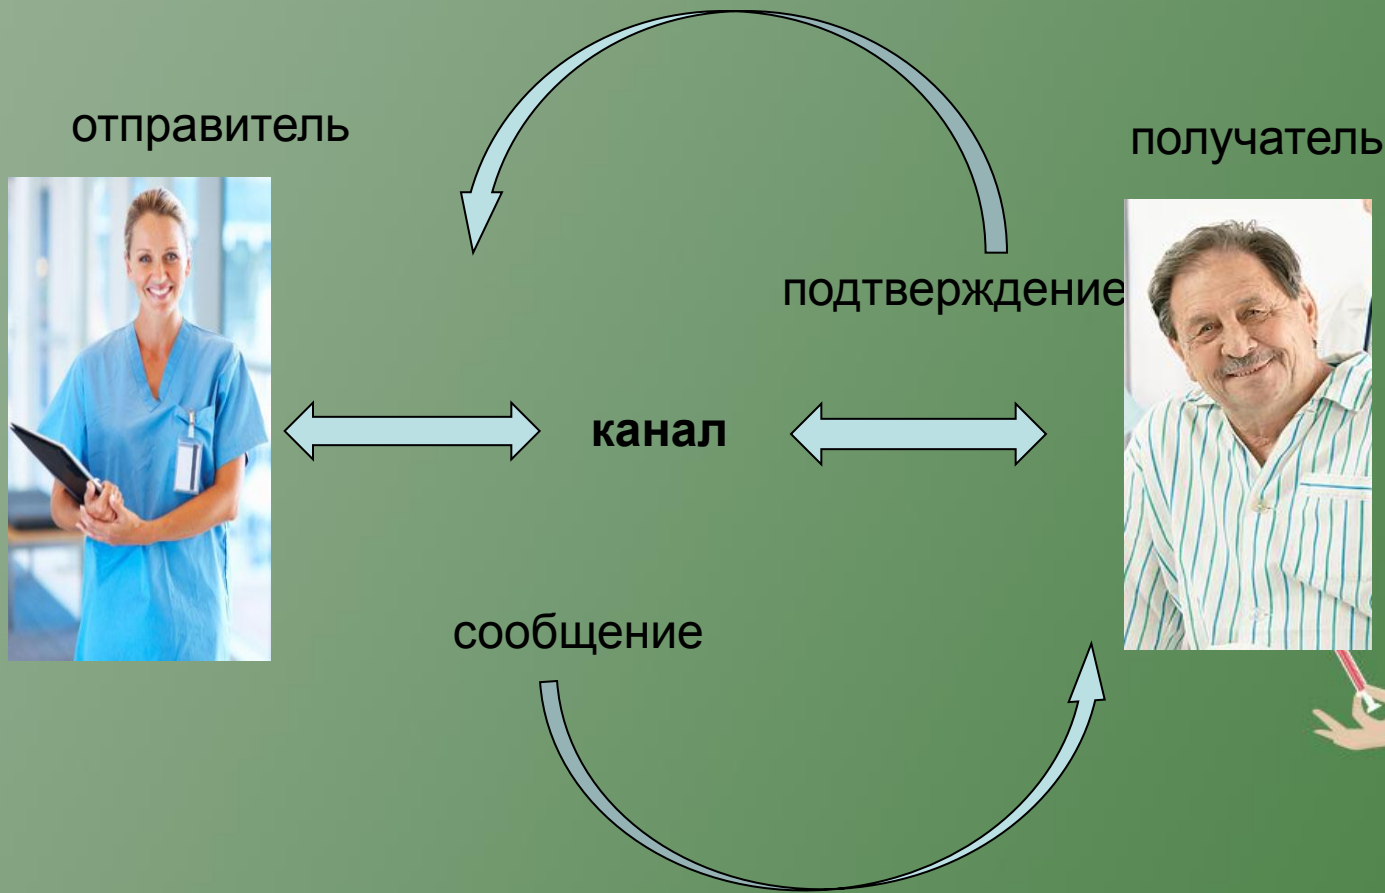 отправитель
получатель
подтверждение
канал
сообщение